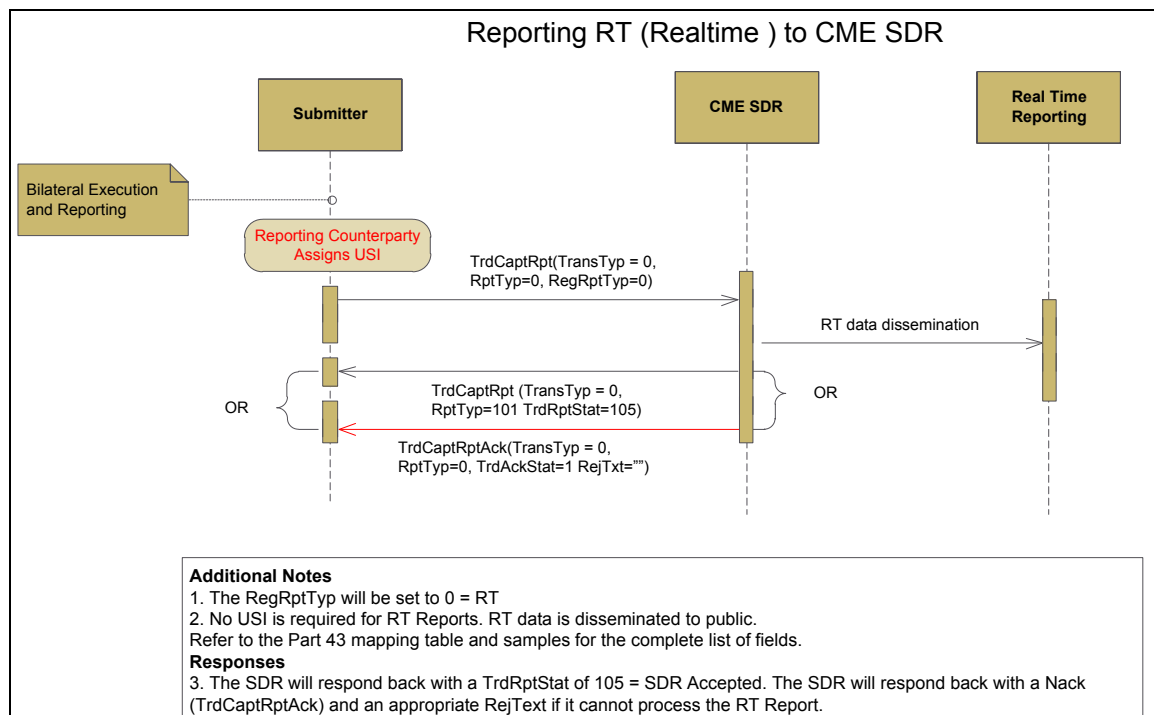 Reporting RT (Realtime ) to CME SDR
Submitter
CME SDR
Real Time
Reporting
Bilateral Execution
and Reporting
Reporting Counterparty
Assigns USI
TrdCaptRpt(TransTyp = 0,
RptTyp=0, RegRptTyp=0)
RT data dissemination
OR
TrdCaptRpt (TransTyp = 0,
RptTyp=101 TrdRptStat=105)
OR
TrdCaptRptAck(TransTyp = 0,
RptTyp=0, TrdAckStat=1 RejTxt=””)
Additional Notes
1. The RegRptTyp will be set to 0 = RT
2. No USI is required for RT Reports. RT data is disseminated to public.
Refer to the Part 43 mapping table and samples for the complete list of fields.
Responses
3. The SDR will respond back with a TrdRptStat of 105 = SDR Accepted. The SDR will respond back with a Nack
(TrdCaptRptAck) and an appropriate RejText if it cannot process the RT Report.